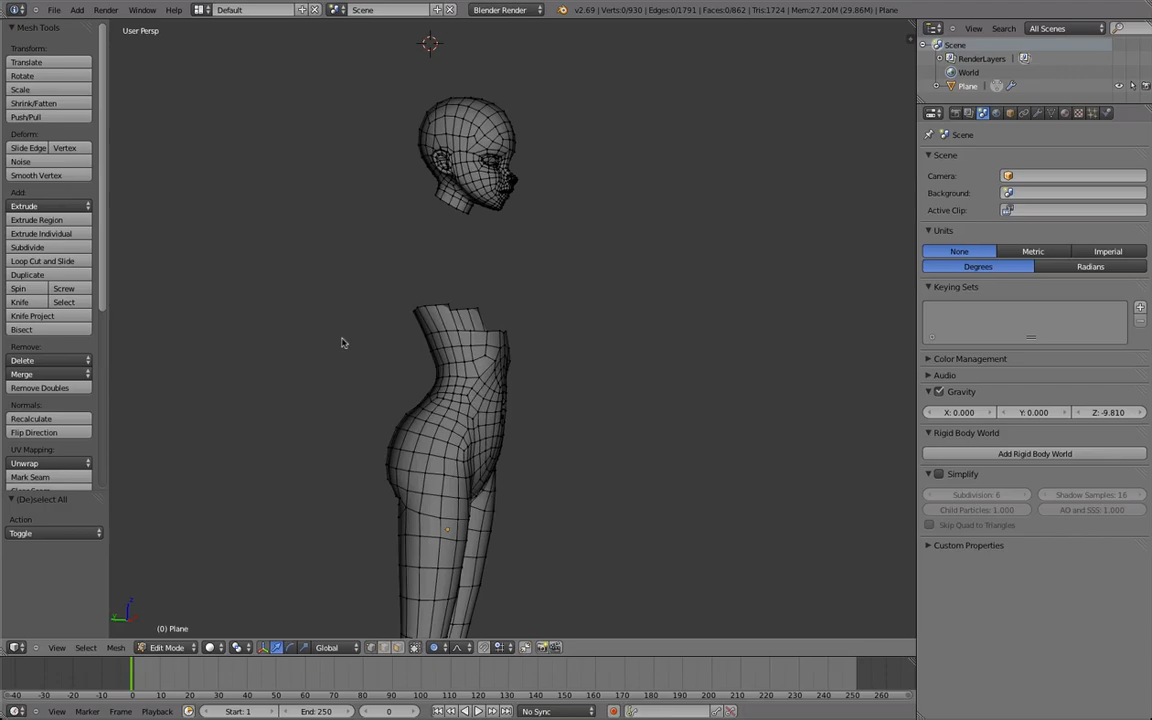 File Add Render Window Help Default Scene Blender Render v2.69 | Verts:0/930 | Edges:0/1791 | Faces:0/862 | Tris:1724 | Mem:27.20M (29.86M) | Plane
Mesh Tools
Transform:
Translate
Rotate
Scale
Shrink/Fatten
Push/Pull
Deform:
Slide Edge Vertex
Noise
Smooth Vertex
Add:
Extrude
Extrude Region
Extrude Individual
Subdivide
Loop Cut and Slide
Duplicate
Spin Screw
Knife Select
Knife Project
Bisect
Remove:
Delete
Merge
Remove Doubles
Normals:
Recalculate
Flip Direction
UV Mapping:
Unwrap
Mark Seam
(De)select All
Action
Toggle
User Persp
z
y
(0) Plane
View Search All Scenes
Scene
RenderLayers
World
Plane
Scene
Scene
Camera:
Background:
Active Clip:
Units
None Metric Imperial
Degrees Radians
Keying Sets
Color Management
Audio
Gravity
X: 0.000 Y: 0.000 Z: -9.810
Rigid Body World
Add Rigid Body World
Simplify
Subdivision: 6 Shadow Samples: 16
Child Particles: 1.000 AO and SSS: 1.000
Skip Quad to Triangles
Custom Properties
View Select Mesh Edit Mode Global
-40 -30 -20 -10 0 10 20 30 40 50 60 70 80 90 100 110 120 130 140 150 160 170 180 190 200 210 220 230 240 250 260
View Marker Frame Playback Start: 1 End: 250 0 No Sync